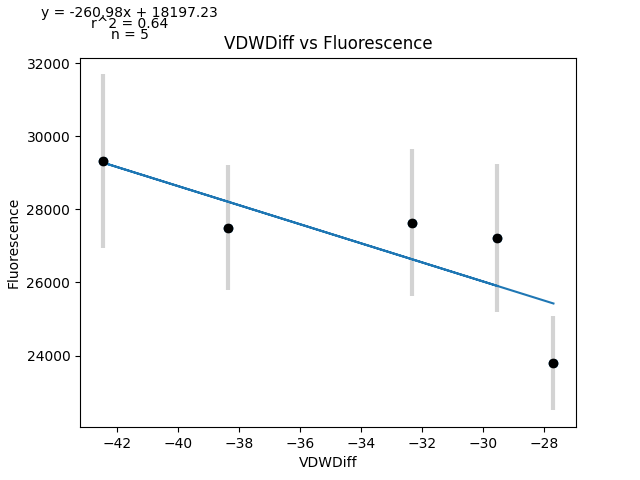 y = -260.98x + 18197.23
r^2 = 0.64
n = 5
VDWDiff vs Fluorescence
32000
30000
28000
26000
24000
Fluorescence
−42
−40
−38
−36
−34
−32
−30
−28
VDWDiff